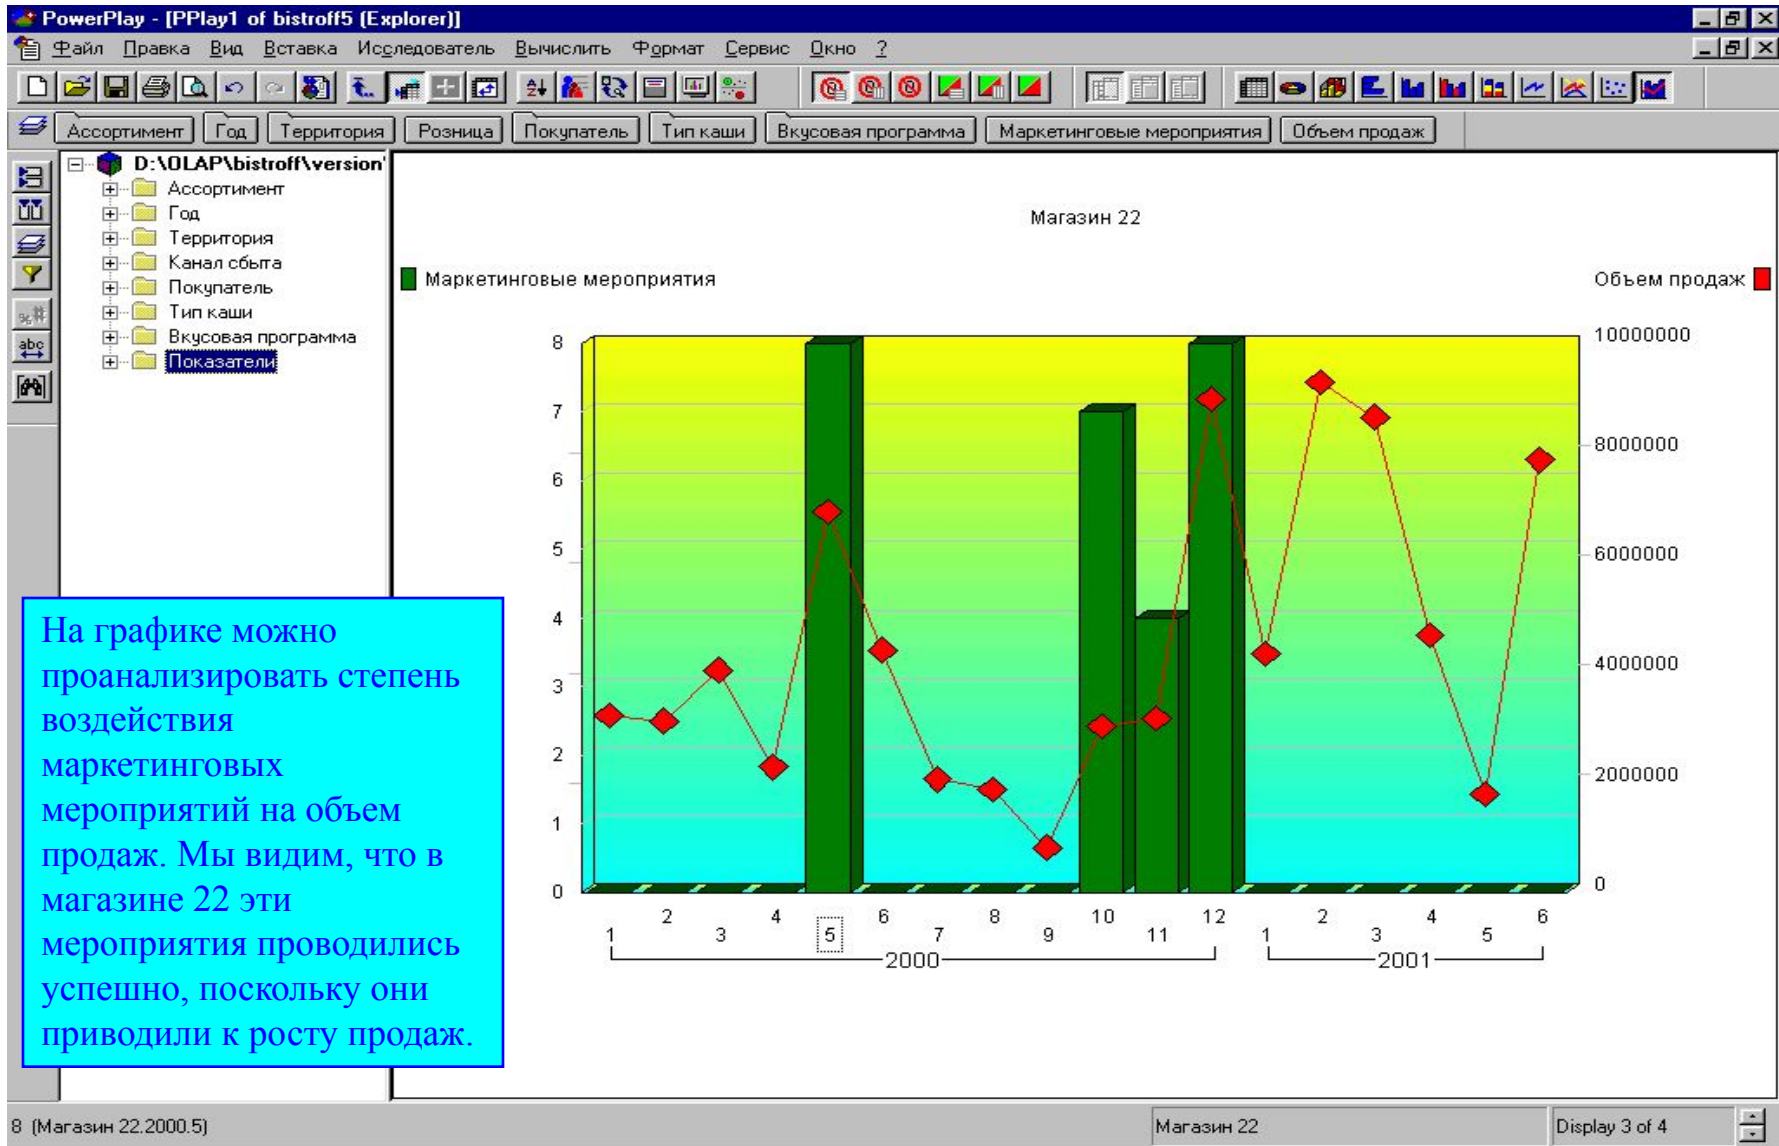 PowerPlay - [PPlay1 of bistroff5 (Explorer)]
Файл Правка Вид Вставка Исследователь Вычислить Формат Сервис Окно ?
Ассортимент Год Территория Розница Покупатель Тип каши Вкусовая программа Маркетинговые мероприятия Объем продаж
D:\OLAP\bistroff\version'
Ассортимент
Год
Территория
Канал сбыта
Покупатель
Тип каши
Вкусовая программа
Показатели
Магазин 22
Маркетинговые мероприятия
Объем продаж
8
7
6
5
4
3
2
1
0
10000000
8000000
6000000
4000000
2000000
0
2 4 6 8 10 12 2 4 6
1 3 5 7 9 11 1 3 5
2000 2001
На графике можно
проанализировать степень
воздействия
маркетинговых
мероприятий на объем
продаж. Мы видим, что в
магазине 22 эти
мероприятия проводились
успешно, поскольку они
приводили к росту продаж.
8 (Магазин 22.2000.5) Магазин 22 Display 3 of 4